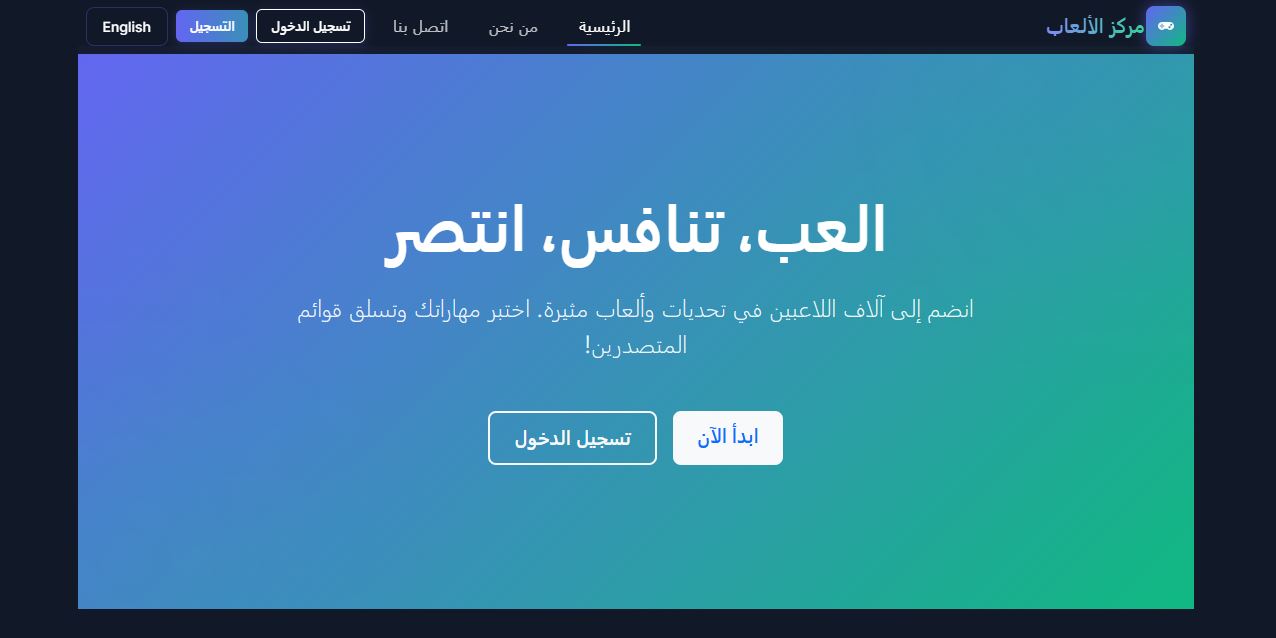 مركز الألعاب
الرئيسية
من نحن
اتصل بنا
تسجيل الدخول
التسجيل
English
العب، تنافس، انتصر
انضم إلى آلاف اللاعبين في تحديات وألعاب مثيرة. اختبر مهاراتك وتسلق قوائم
المتصدرين!
ابدأ الآن
تسجيل الدخول